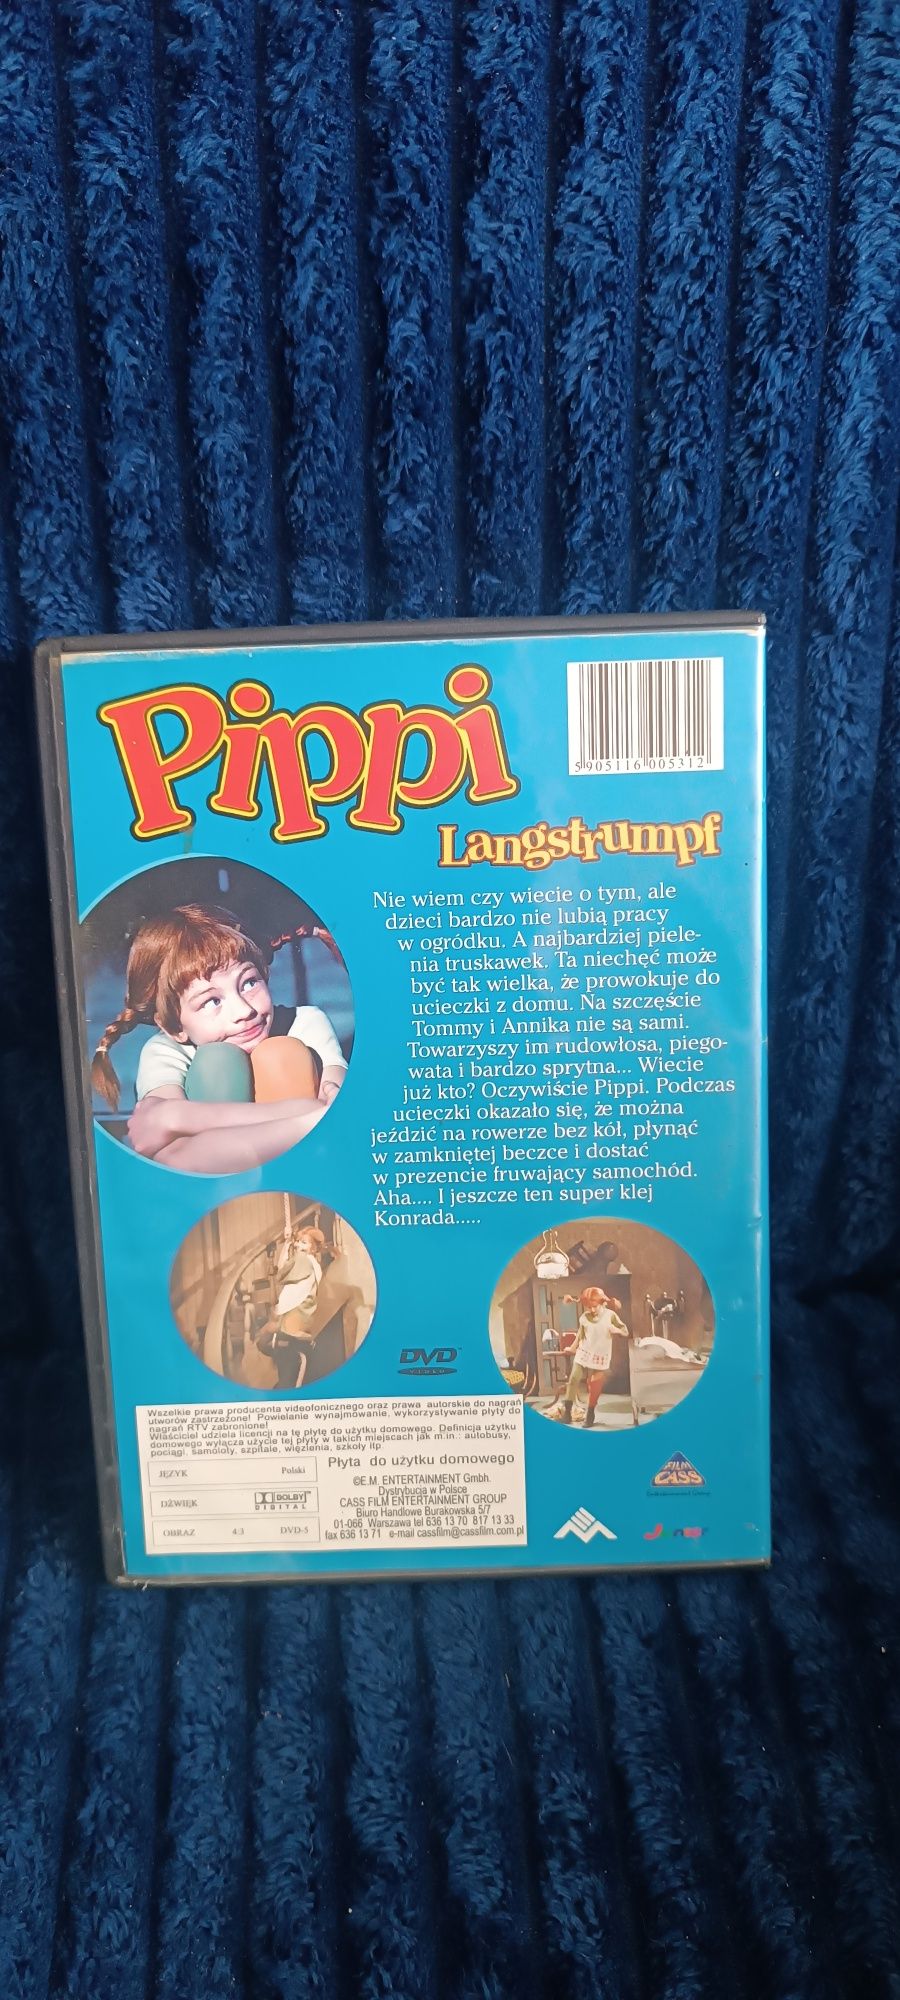 Pippi
Langstrumpf
5 905116 005312
Nie wiem czy wiecie o tym, ale
dzieci bardzo nie lubią pracy
w ogródku. A najbardziej piele-
nia truskawek. Ta niechęć może
być tak wielka, że prowokuje do
ucieczki z domu. Na szczęście
Tommy i Annika nie są sami.
Towarzyszy im rudowłosa, piego-
wata i bardzo sprytna... Wiecie
już kto? Oczywiście Pippi. Podczas
ucieczki okazało się, że można
jeździć na rowerze bez kół, płynąć
w zamkniętej beczce i dostać
w prezencie fruwający samochód.
Aha.... I jeszcze ten super klej
Konrada.....
DVD
VIDEO
Wszelkie prawa producenta videofonicznego oraz prawa autorskie do nagrań
utworów zastrzeżone! Powielanie wynajmowanie, wykorzystywanie płyty do
nagrań RTV zabronione!
Właściciel udziela licencji na tę płytę do użytku domowego. Definicja użytku
domowego wyłącza użycie tej płyty w takich miejscach jak m.in.: autobusy,
pociągi, samoloty, szpitale, więzienia, szkoły itp
JĘZYK Polski
DŹWIĘK DOLBY DIGITAL
OBRAZ 4:3 DVD-5
Płyta do użytku domowego
©E.M. ENTERTAINMENT Gmbh.
Dystrybucja w Polsce
CASS FILM ENTERTAINMENT GROUP
Biuro Handlowe Burakowska 5/7
01-066 Warszawa tel 636 13 70 817 13 33
fax 636 13 71 e-mail cassfilm@cassfilm.com.pl
FILM
CASS
Entertainment Group
Junior